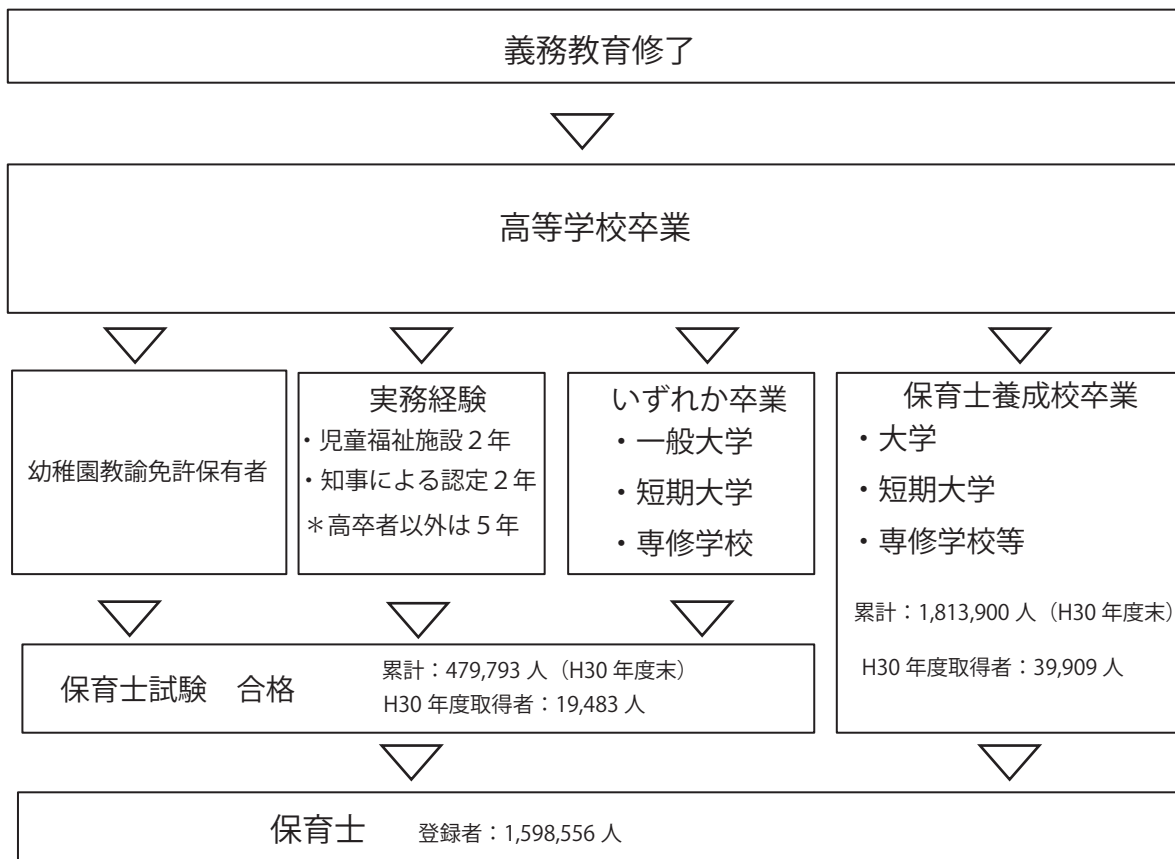 義務教育修了
高等学校卒業
幼稚園教諭免許保有者
実務経験
・児童福祉施設２年
・知事による認定２年
＊高卒者以外は５年
いずれか卒業
・一般大学
・短期大学
・専修学校
保育士養成校卒業
・大学
・短期大学
・専修学校等
累計：1,813,900 人（H30 年度末）
H30 年度取得者：39,909 人
保育士試験　合格
累計：479,793 人（H30 年度末）
H30 年度取得者：19,483 人
保育士　登録者：1,598,556 人